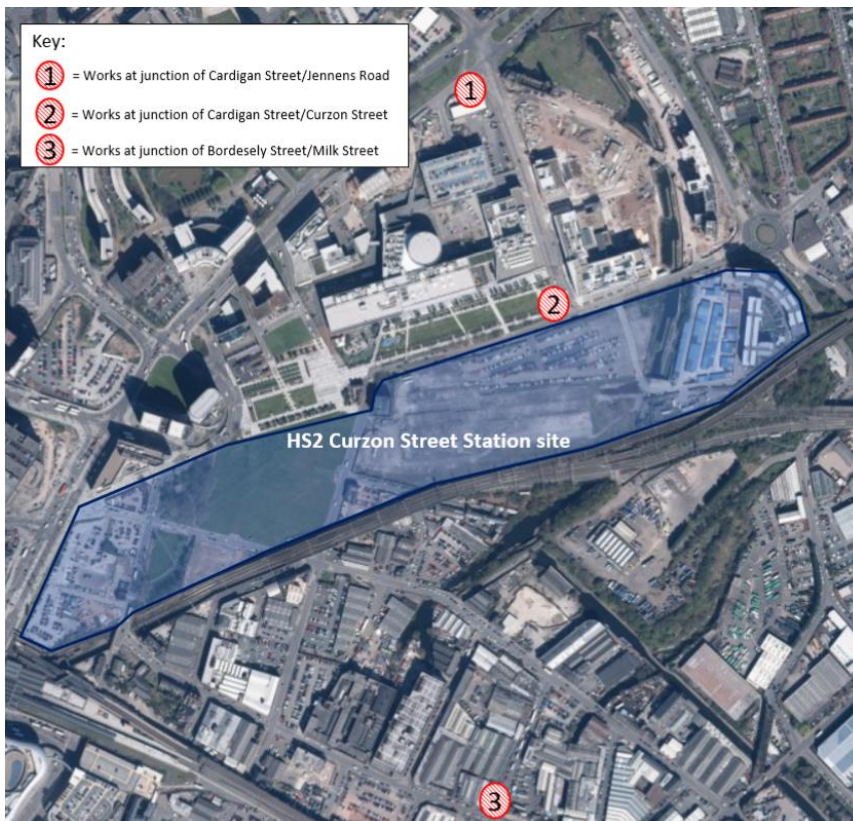 Key:
1 = Works at junction of Cardigan Street/Jennens Road
2 = Works at junction of Cardigan Street/Curzon Street
3 = Works at junction of Bordesely Street/Milk Street
1
2
HS2 Curzon Street Station site
3